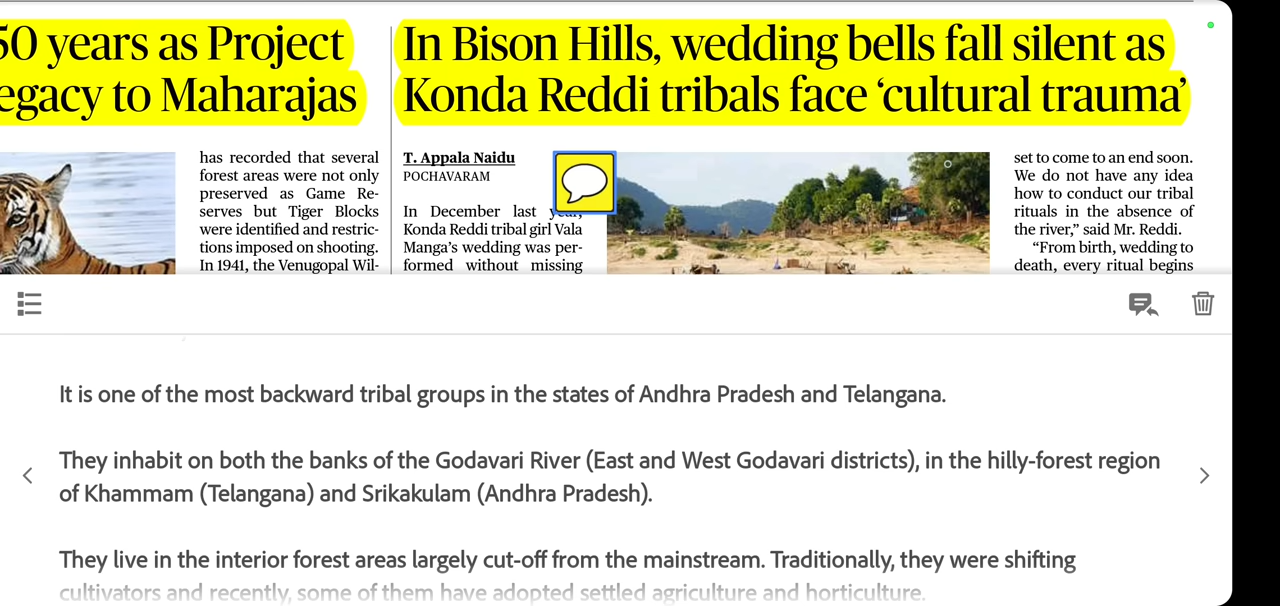 50 years as Project
egacy to Maharajas
has recorded that several
forest areas were not only
preserved as Game Re-
serves but Tiger Blocks
were identified and restric-
tions imposed on shooting.
In 1941, the Venugopal Wil-
In Bison Hills, wedding bells fall silent as
Konda Reddi tribals face ‘cultural trauma’
T. Appala Naidu
POCHAVARAM
In December last year,
Konda Reddi tribal girl Vala
Manga’s wedding was per-
formed without missing
set to come to an end soon.
We do not have any idea
how to conduct our tribal
rituals in the absence of
the river,” said Mr. Reddi.
“From birth, wedding to
death, every ritual begins
It is one of the most backward tribal groups in the states of Andhra Pradesh and Telangana.
They inhabit on both the banks of the Godavari River (East and West Godavari districts), in the hilly-forest region
of Khammam (Telangana) and Srikakulam (Andhra Pradesh).
They live in the interior forest areas largely cut-off from the mainstream. Traditionally, they were shifting
cultivators and recently, some of them have adopted settled agriculture and horticulture.